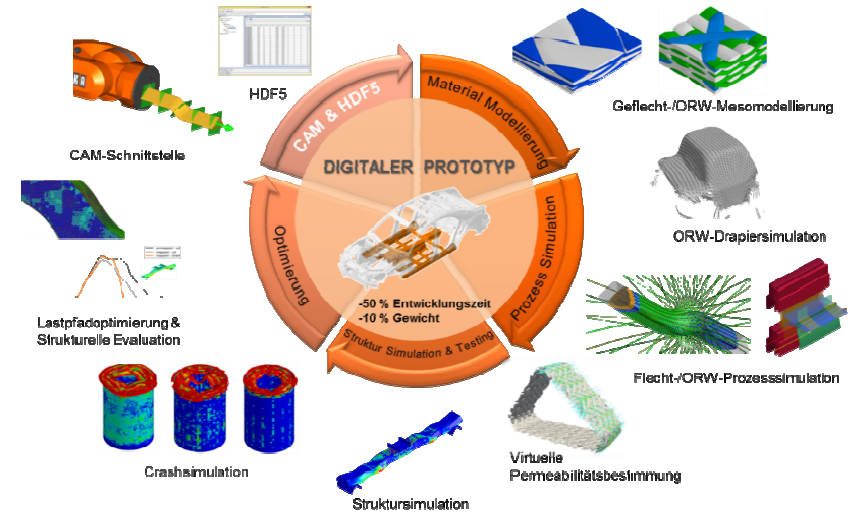 HDF5
CAM-Schnittstelle
CAM & HDF5
Material Modellierung
Geflecht-/ORW-Mesomodellierung
DIGITALER PROTOTYP
ORW-Drapiersimulation
Prozess Simulation
Optimierung
-50 % Entwicklungszeit
-10 % Gewicht
Struktur Simulation & Testing
Lastpfadoptimierung &
Strukturelle Evaluation
Flecht-/ORW-Prozesssimulation
Crashsimulation
Struktursimulation
Virtuelle
Permeabilitätsbestimmung